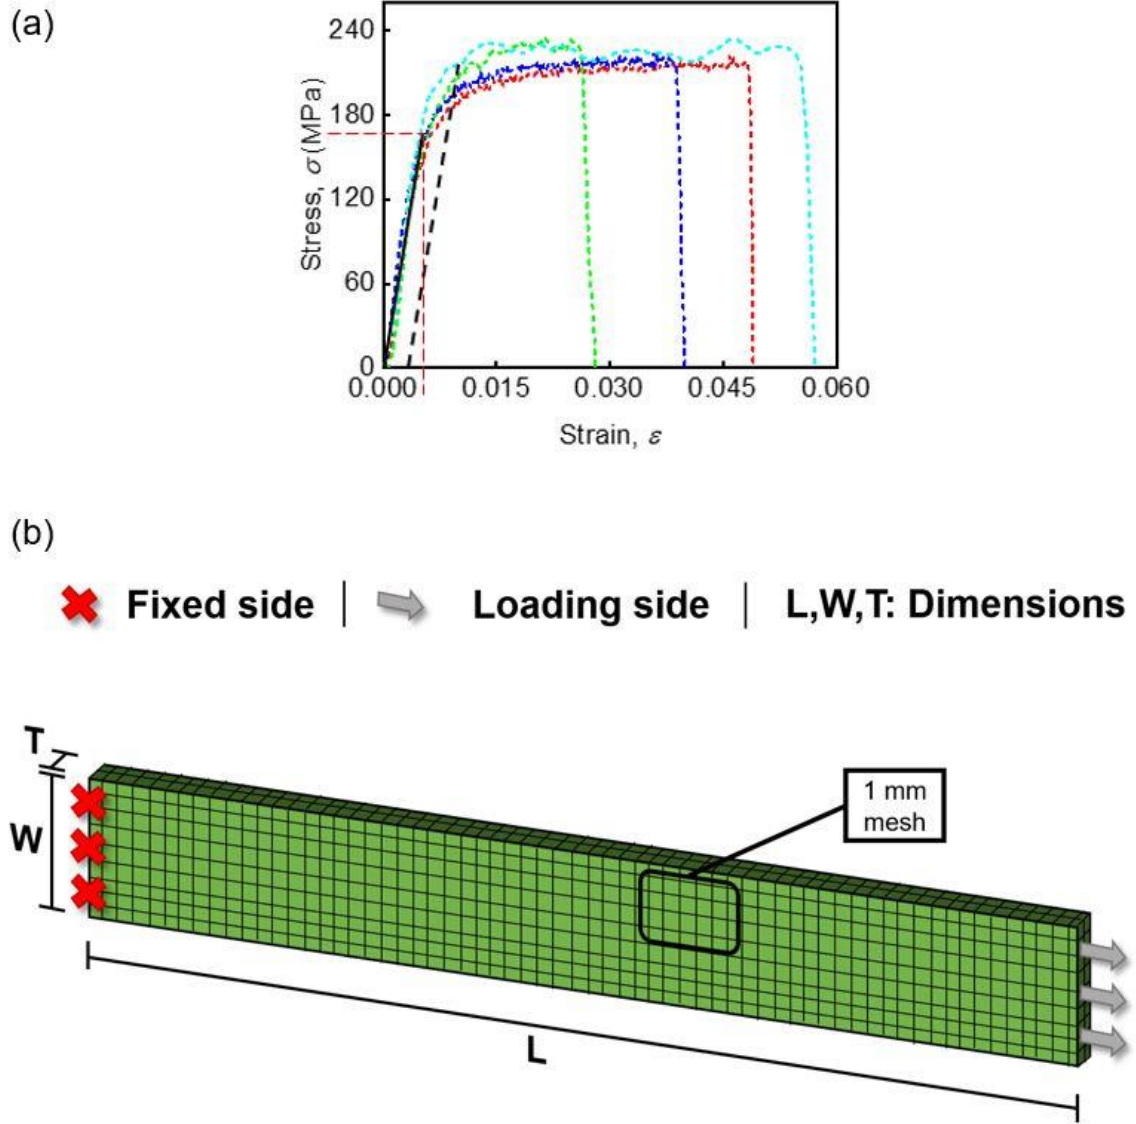 (a)
240
180
120
60
0
Stress, σ (MPa)
0.000 0.015 0.030 0.045 0.060
Strain, ε
(b)
Fixed side | Loading side | L,W,T: Dimensions
T
W
1 mm
mesh
L